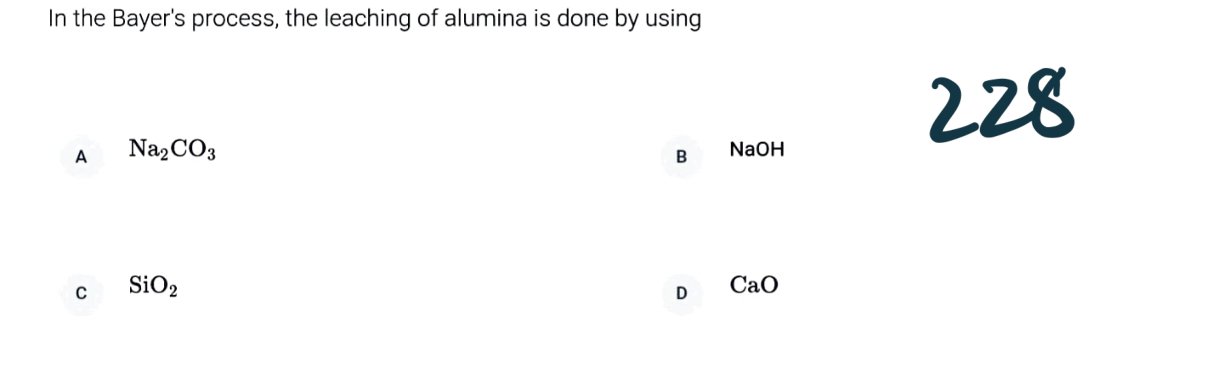 In the Bayer's process, the leaching of alumina is done by using
228
A Na₂CO₃
B NaOH
C SiO₂
D CaO